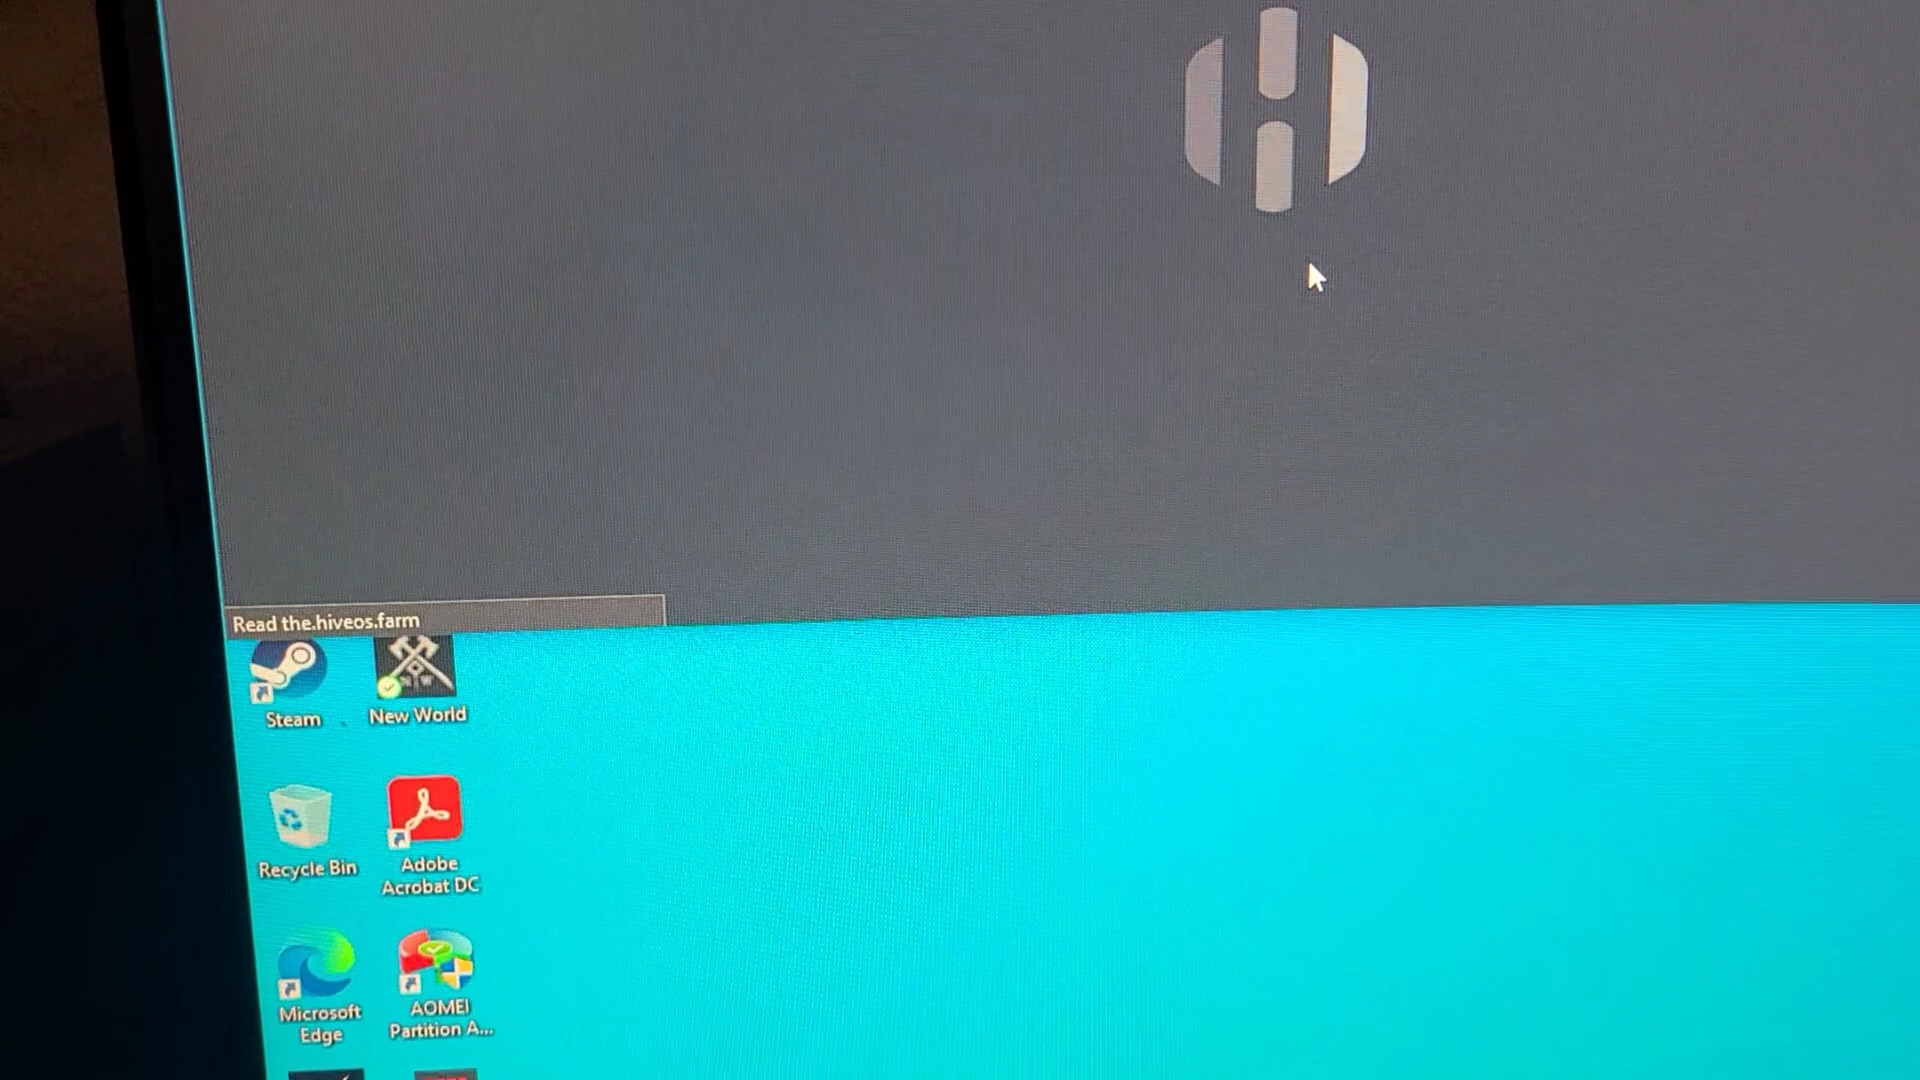 Read the.hiveos.farm
Steam
New World
Recycle Bin
Adobe
Acrobat DC
Microsoft
Edge
AOMEI
Partition A...